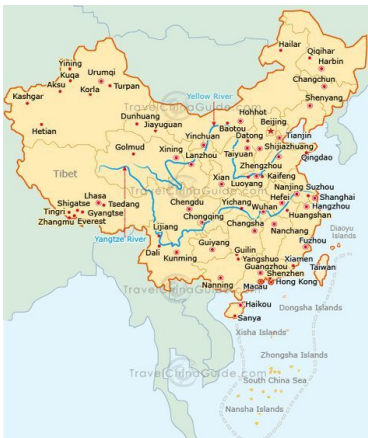 Hailar
Qiqihar
Harbin
Changchun
Shenyang
Yining
Kuqa
Urumqi
Aksu
Korla
Turpan
Kashgar
Hetian
Yellow River
TravelChinaGuide.com
Dunhuang
Jiayuguan
Golmud
Xining
Lanzhou
Yinchuan
Baotou
Hohhot
Datong
Beijing
Tianjin
Taiyuan
Shijiazhuang
Qingdao
Zhengzhou
Kaifeng
Xian
Luoyang
Tibet
TravelChinaGuide.com
Lhasa
Tsedang
Shigatse
Gyangtse
Tingri
Zhangmu
Everest
Yangtze River
Chengdu
Chongqing
Yichang
Wuhan
Hefei
Nanjing
Suzhou
Shanghai
Hangzhou
Huangshan
Changsha
Nanchang
Lijiang
Dali
Kunming
Guiyang
Guilin
Yangshuo
Fuzhou
Xiamen
Diaoyu
Islands
Taiwan
Guangzhou
Shenzhen
Hong Kong
Macau
Nanning
TravelChinaGuide.com
Haikou
Sanya
Dongsha Islands
Xisha Islands
Zhongsha Islands
South China Sea
TravelChinaGuide.com
Nansha Islands